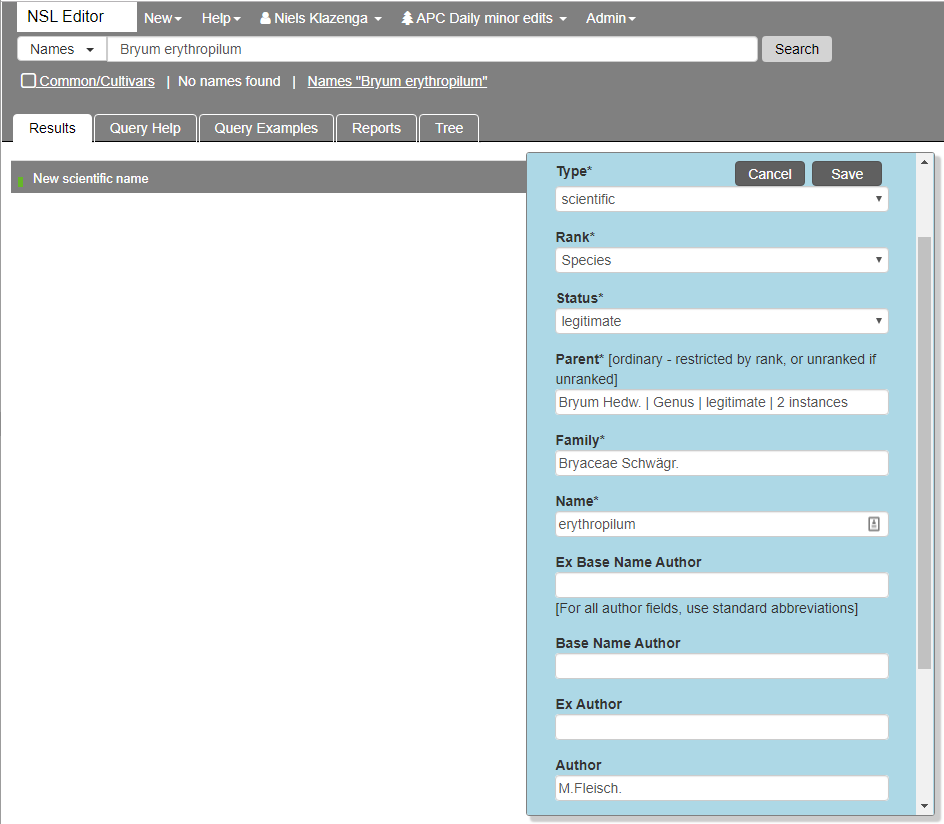 NSL Editor New Help Niels Klazenga APC Daily minor edits Admin
Names Bryum erythropilum Search
Common/Cultivars | No names found | Names "Bryum erythropilum"
Results Query Help Query Examples Reports Tree
New scientific name
Type* Cancel Save
scientific
Rank*
Species
Status*
legitimate
Parent* [ordinary - restricted by rank, or unranked if
unranked]
Bryum Hedw. | Genus | legitimate | 2 instances
Family*
Bryaceae Schwägr.
Name*
erythropilum
Ex Base Name Author
[For all author fields, use standard abbreviations]
Base Name Author
Ex Author
Author
M.Fleisch.